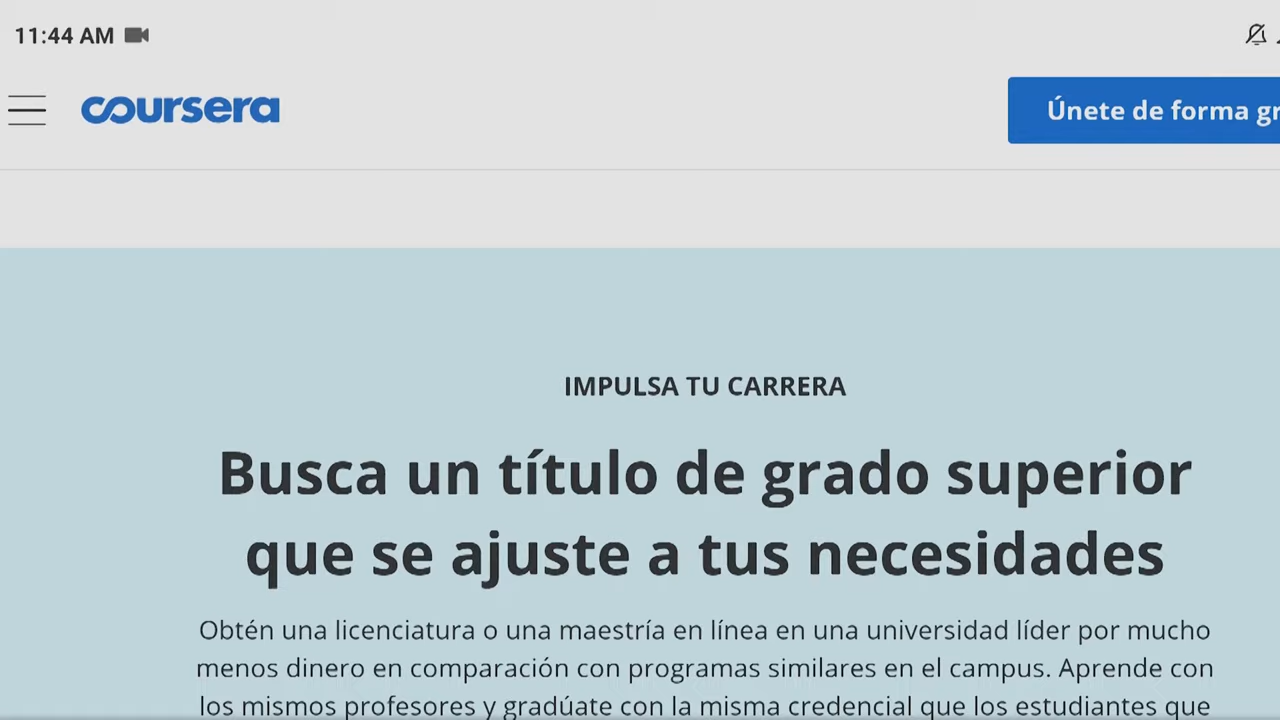 11:44 AM
coursera
Únete de forma gr
IMPULSA TU CARRERA
Busca un título de grado superior
que se ajuste a tus necesidades
Obtén una licenciatura o una maestría en línea en una universidad líder por mucho
menos dinero en comparación con programas similares en el campus. Aprende con
los mismos profesores y gradúate con la misma credencial que los estudiantes que